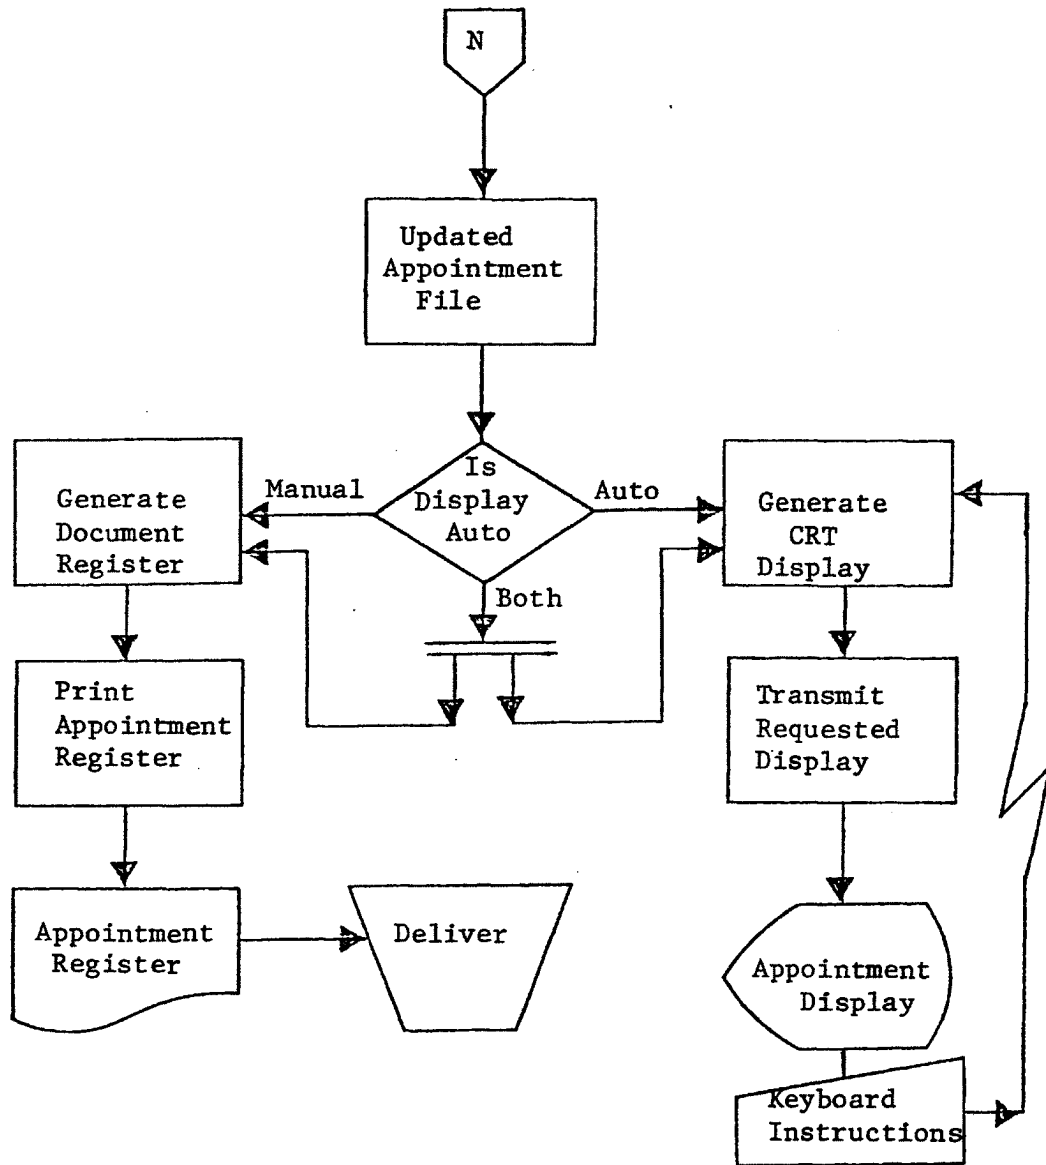 N
Updated
Appointment
File
Is
Display
Auto
Manual
Auto
Both
Generate
Document
Register
Generate
CRT
Display
Print
Appointment
Register
Transmit
Requested
Display
Appointment
Register
Deliver
Appointment
Display
Keyboard
Instructions